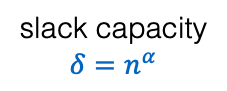 slack capacity
δ = n^α